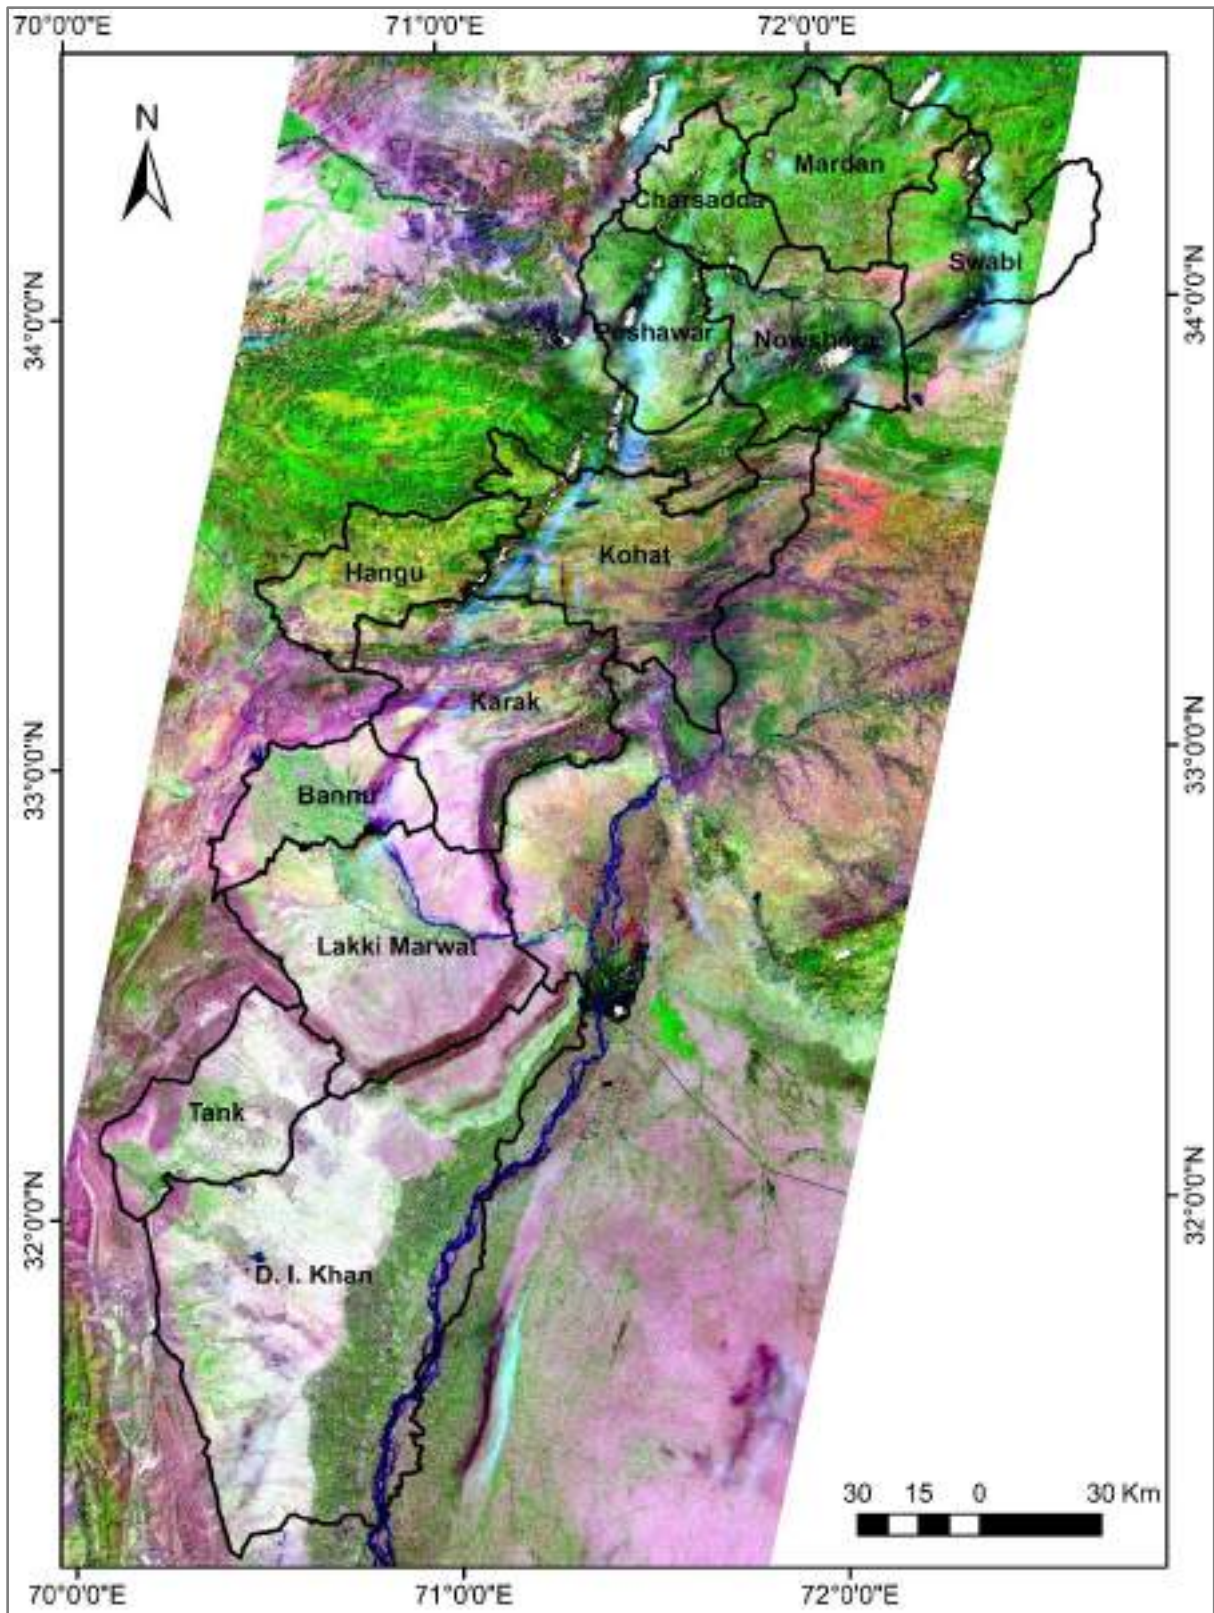 70°0'0"E 71°0'0"E 72°0'0"E
N
Mardan
Charsadda
Swabi
34°0'0"N 34°0'0"N
Peshawar Nowshera
Kohat
Hangu
Karak
33°0'0"N 33°0'0"N
Bannu
Lakki Marwat
Tank
32°0'0"N 32°0'0"N
D. I. Khan
30 15 0 30 Km
70°0'0"E 71°0'0"E 72°0'0"E